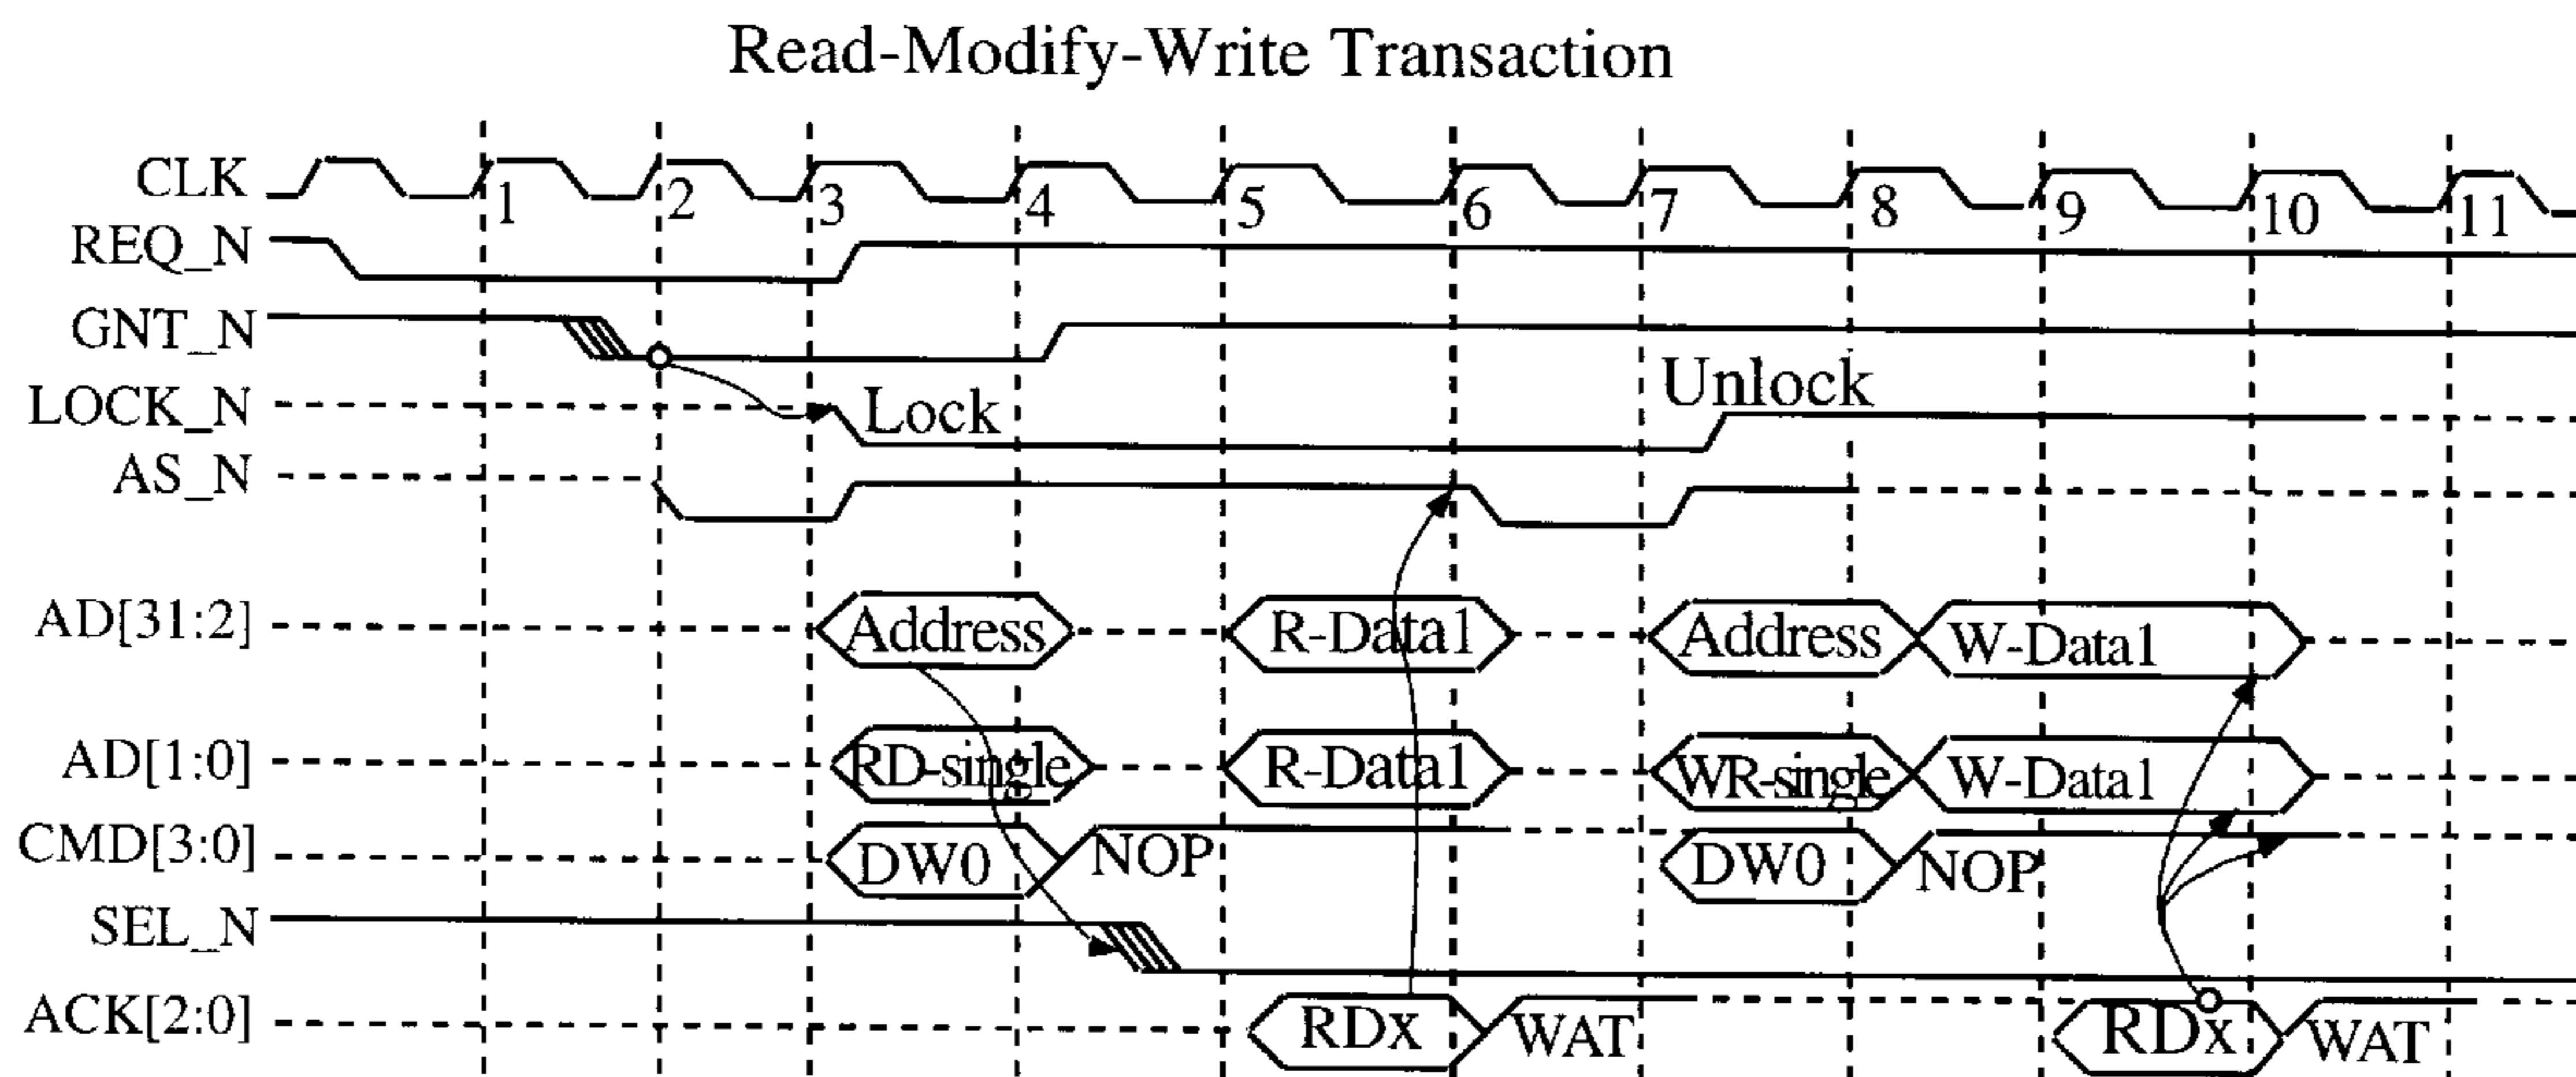 Read-Modify-Write Transaction
CLK 1 2 3 4 5 6 7 8 9 10 11
REQ_N
GNT_N
LOCK_N Lock Unlock
AS_N
AD[31:2] Address R-Data1 Address W-Data1
AD[1:0] RD-single R-Data1 WR-single W-Data1
CMD[3:0] DW0 NOP DW0 NOP
SEL_N
ACK[2:0] RDx WAT RDx WAT